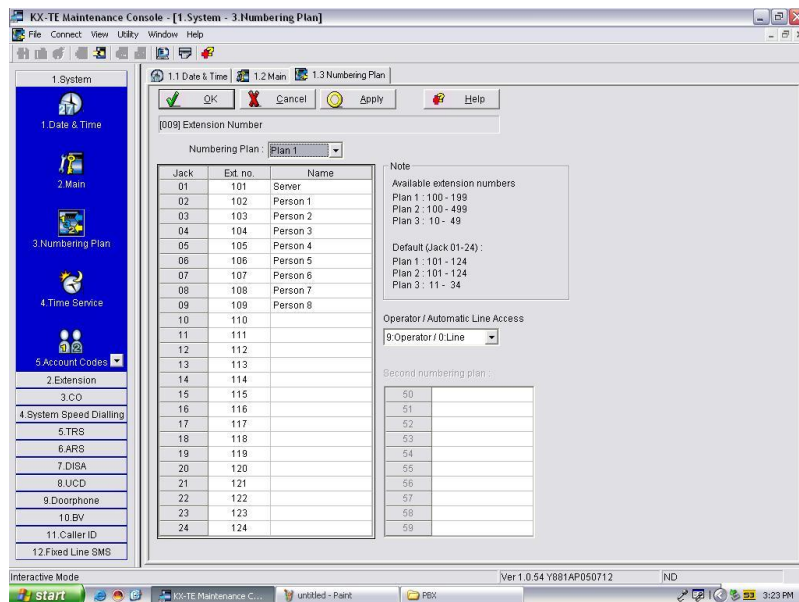 KX-TE Maintenance Console - [1.System - 3.Numbering Plan]
File Connect View Utility Window Help
1.System
1.Date & Time
2.Main
3.Numbering Plan
4.Time Service
5.Account Codes
2.Extension
3.CO
4.System Speed Dialling
5.TRS
6.ARS
7.DISA
8.UCD
9.Doorphone
10.BV
11.Caller ID
12.Fixed Line SMS
1.1 Date & Time 1.2 Main 1.3 Numbering Plan
OK Cancel Apply Help
[009] Extension Number
Numbering Plan : Plan 1
Jack Ext. no. Name
01 101 Server
02 102 Person 1
03 103 Person 2
04 104 Person 3
05 105 Person 4
06 106 Person 5
07 107 Person 6
08 108 Person 7
09 109 Person 8
10 110
11 111
12 112
13 113
14 114
15 115
16 116
17 117
18 118
19 119
20 120
21 121
22 122
23 123
24 124
Note
Available extension numbers
Plan 1 : 100 - 199
Plan 2 : 100 - 499
Plan 3 : 10 - 49
Default (Jack 01-24) :
Plan 1 : 101 - 124
Plan 2 : 101 - 124
Plan 3 : 11 - 34
Operator / Automatic Line Access
9:Operator / 0:Line
Second numbering plan :
50
51
52
53
54
55
56
57
58
59
Interactive Mode Ver 1.0.54 Y881AP050712 ND
start KX-TE Maintenance C... untitled - Paint PBX 53 3:23 PM